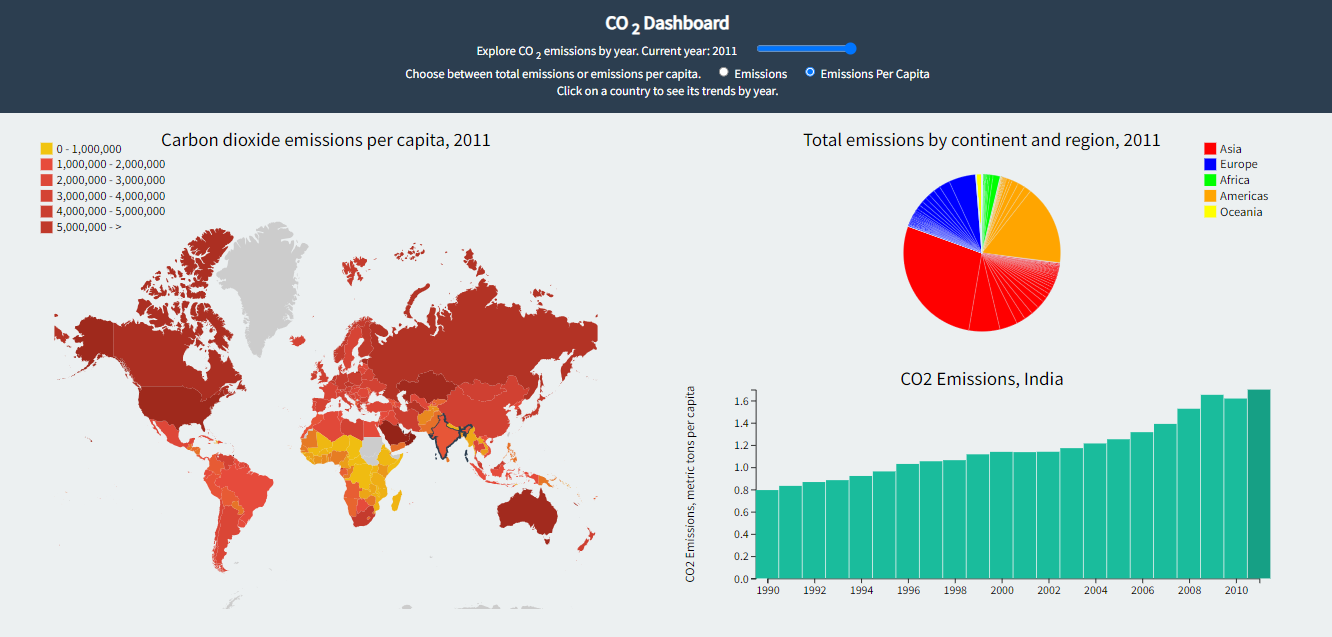 CO 2 Dashboard
Explore CO 2 emissions by year. Current year: 2011
Choose between total emissions or emissions per capita. Emissions Emissions Per Capita
Click on a country to see its trends by year.
Carbon dioxide emissions per capita, 2011
0 - 1,000,000
1,000,000 - 2,000,000
2,000,000 - 3,000,000
3,000,000 - 4,000,000
4,000,000 - 5,000,000
5,000,000 - >
Total emissions by continent and region, 2011
Asia
Europe
Africa
Americas
Oceania
CO2 Emissions, India
CO2 Emissions, metric tons per capita
1.6
1.4
1.2
1.0
0.8
0.6
0.4
0.2
0.0
1990 1992 1994 1996 1998 2000 2002 2004 2006 2008 2010